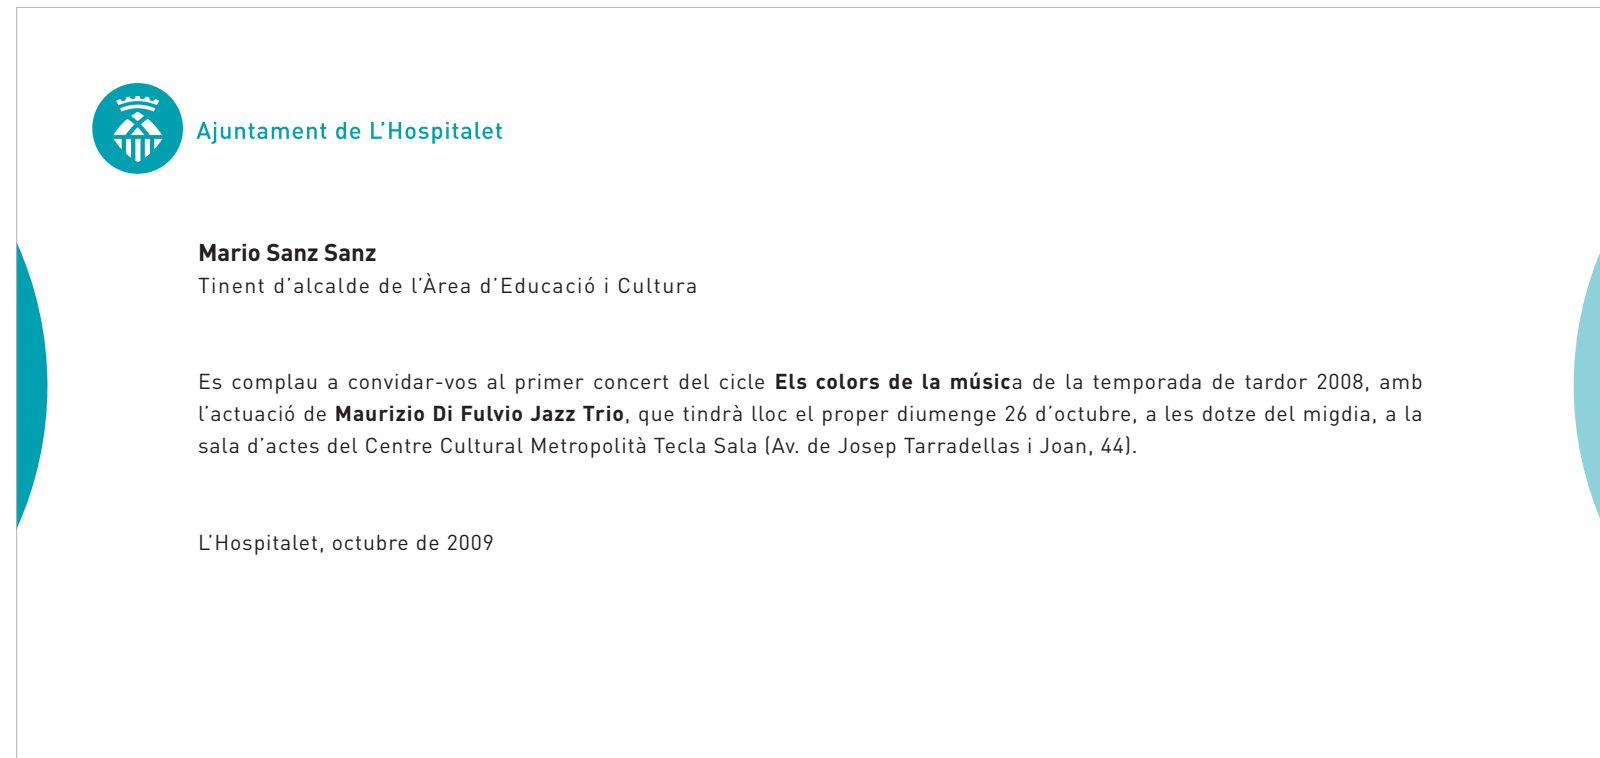 Ajuntament de L’Hospitalet
Mario Sanz Sanz
Tinent d’alcalde de l’Àrea d’Educació i Cultura
Es complau a convidar-vos al primer concert del cicle Els colors de la música de la temporada de tardor 2008, amb
l’actuació de Maurizio Di Fulvio Jazz Trio, que tindrà lloc el proper diumenge 26 d’octubre, a les dotze del migdia, a la
sala d’actes del Centre Cultural Metropolità Tecla Sala (Av. de Josep Tarradellas i Joan, 44).
L’Hospitalet, octubre de 2009